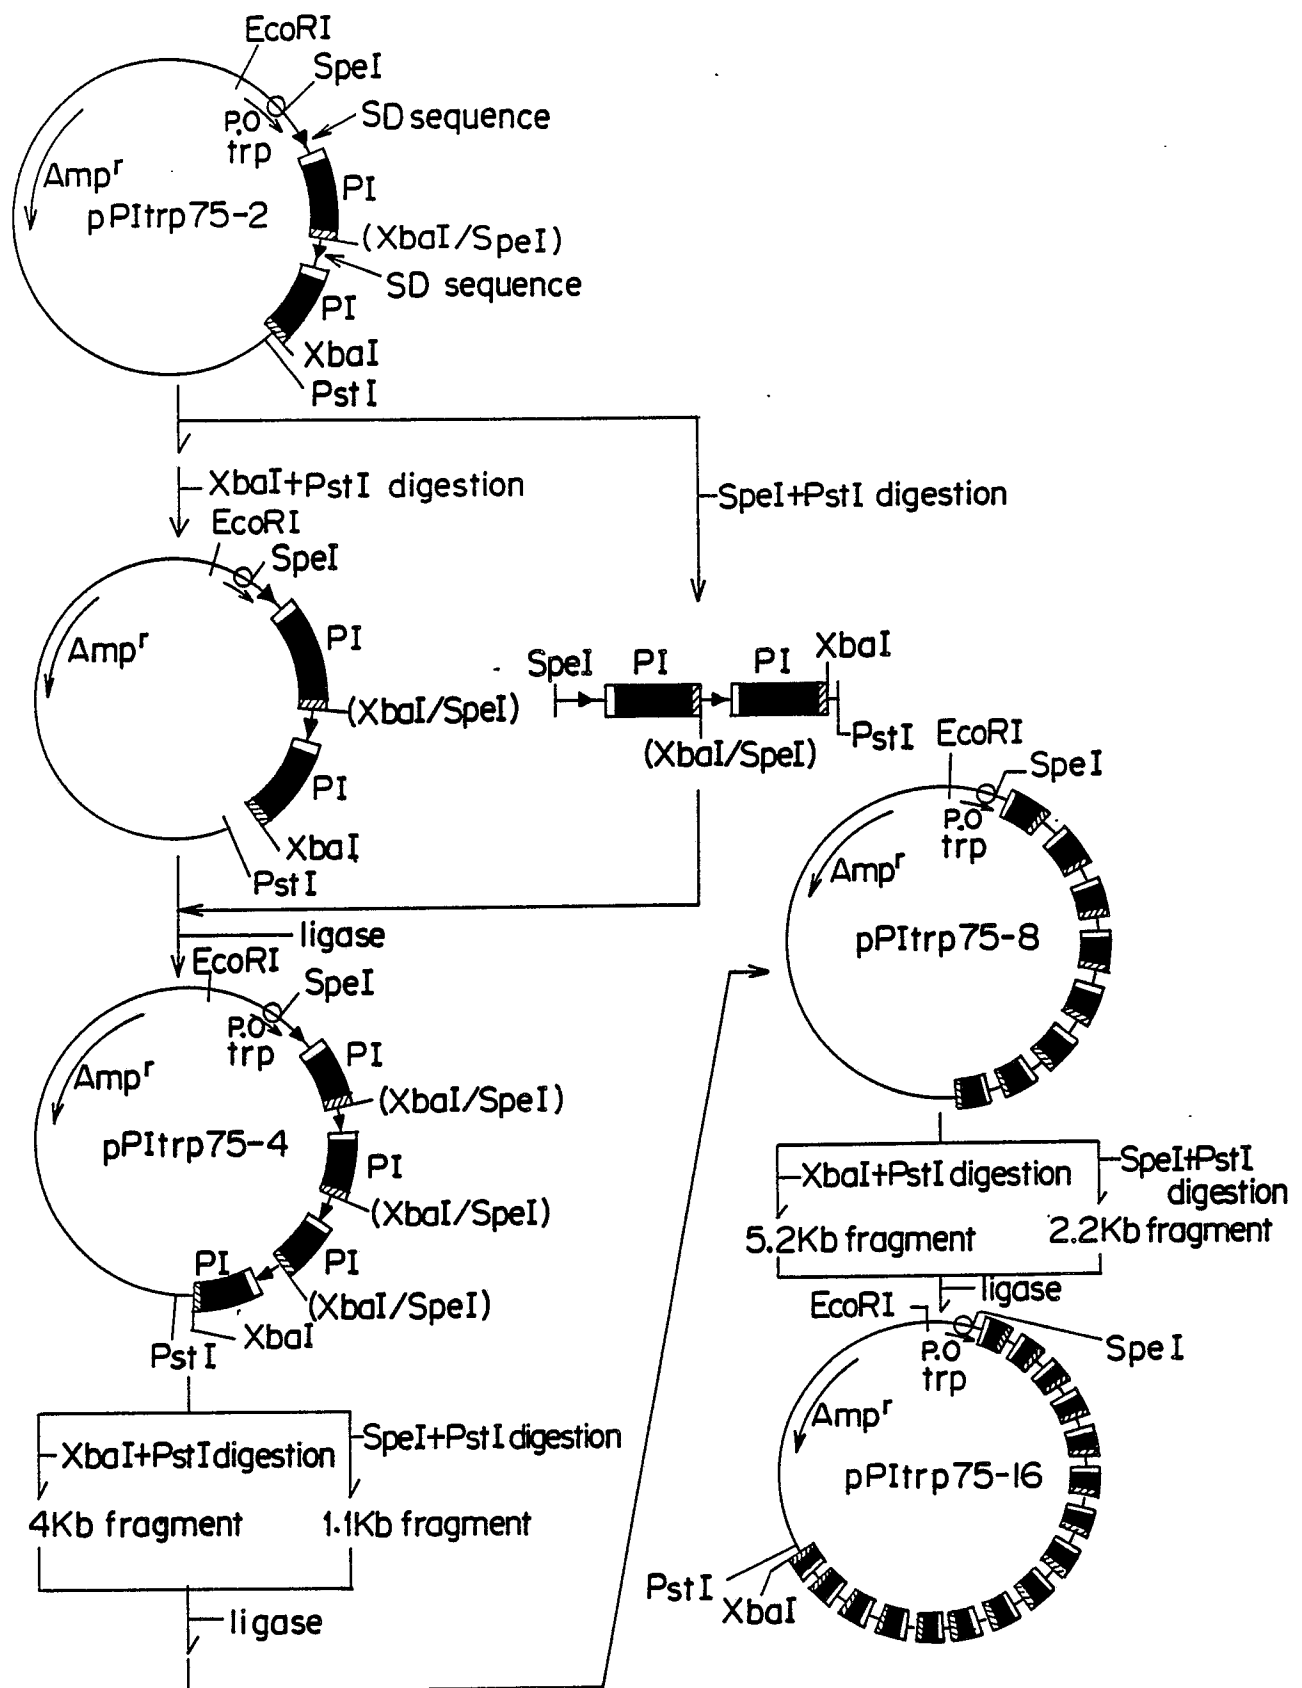 EcoRI
SpeI
SD sequence
P.O
trp
Amp^r
PI
pPItrp75-2
(XbaI/SpeI)
SD sequence
PI
XbaI
PstI
XbaI+PstI digestion
SpeI+PstI digestion
EcoRI
SpeI
Amp^r
PI
(XbaI/SpeI)
PI
XbaI
PstI
SpeI
PI
PI
XbaI
(XbaI/SpeI)
PstI
ligase
EcoRI
SpeI
P.O
trp
Amp^r
PI
(XbaI/SpeI)
pPItrp75-4
PI
(XbaI/SpeI)
PI
PI
(XbaI/SpeI)
XbaI
PstI
XbaI+PstI digestion
SpeI+PstI digestion
4Kb fragment
1.1Kb fragment
ligase
EcoRI
SpeI
P.O
trp
Amp^r
pPItrp75-8
XbaI+PstI digestion
SpeI+PstI
digestion
5.2Kb fragment
2.2Kb fragment
ligase
EcoRI
SpeI
P.O
trp
Amp^r
pPItrp75-16
PstI
XbaI